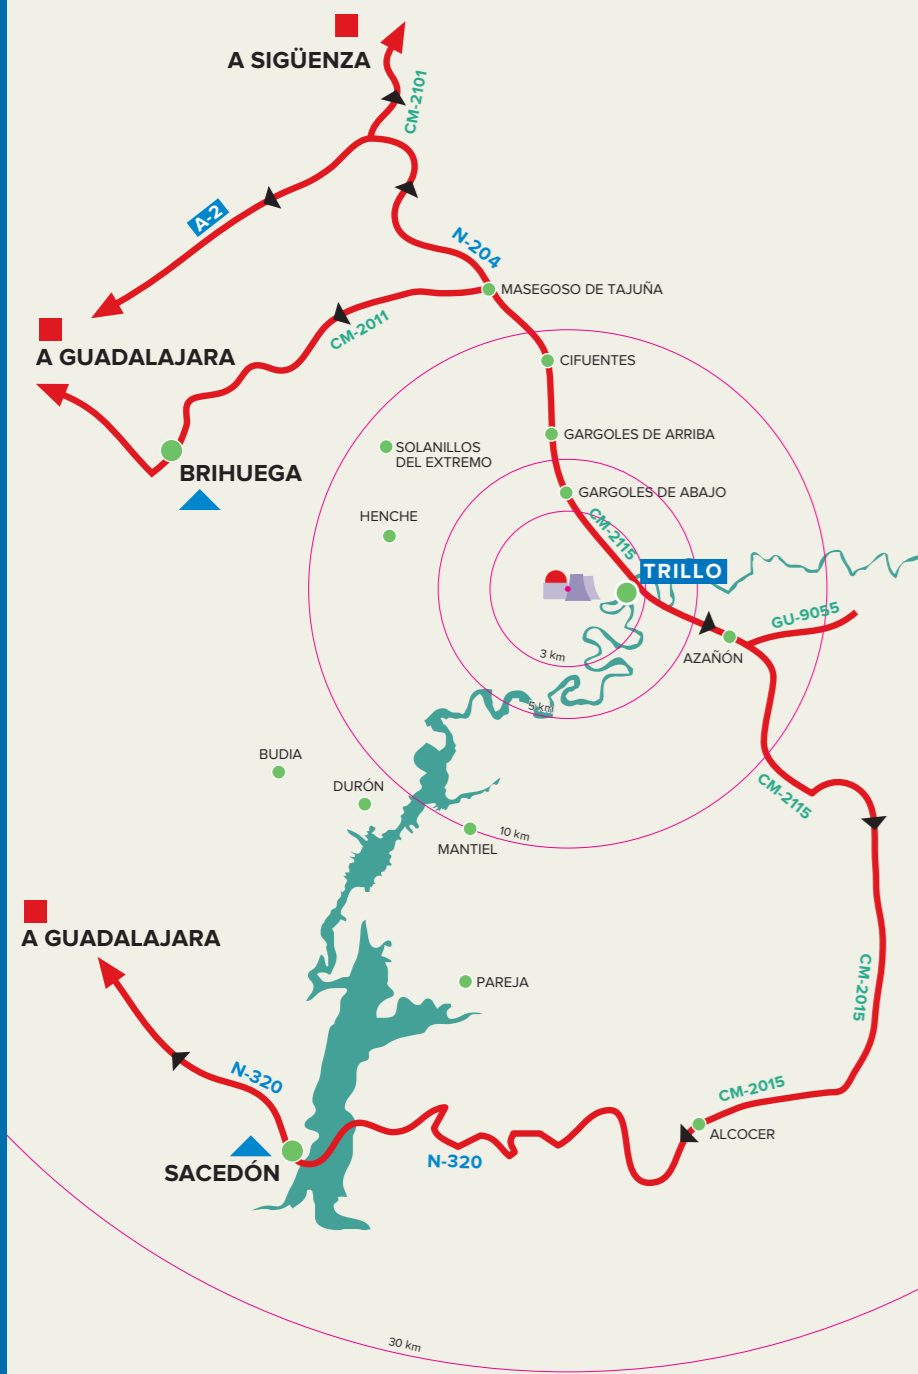 A SIGÜENZA
CM-2101
A-2
N-204
MASEGOSO DE TAJUÑA
CM-2011
A GUADALAJARA
CIFUENTES
GARGOLES DE ARRIBA
SOLANILLOS
DEL EXTREMO
BRIHUEGA
GARGOLES DE ABAJO
HENCHE
CM-2115
TRILLO
GU-9055
3 km
AZAÑÓN
5 km
BUDIA
DURÓN
CM-2115
10 km
MANTIEL
A GUADALAJARA
PAREJA
CM-2015
N-320
CM-2015
ALCOCER
N-320
SACEDÓN
30 km